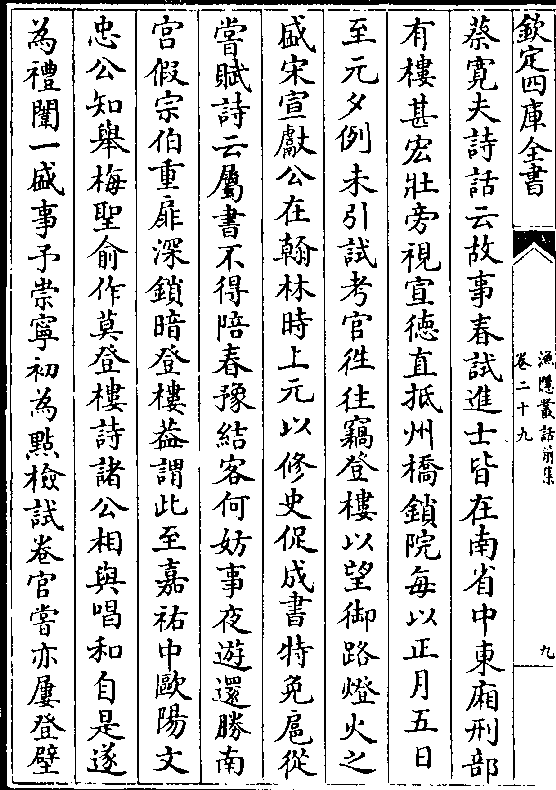 欽定四庫全書
漁隱叢話前集
卷二十九
九
蔡寛夫詩話云故事春試進士皆在南省中東廂刑部
有樓甚宏壯旁視宣徳直抵州橋鎖院每以正月五日
至元夕例未引試考官徃往竊登樓以望御路燈火之
盛宋宣獻公在翰林時上元以修史促成書特免扈從
嘗賦詩云屬書不得陪春豫結客何妨事夜遊還勝南
宫假宗伯重扉深鎖暗登樓葢謂此至嘉祐中歐陽文
忠公知舉梅聖俞作莫登樓詩諸公相與唱和自是遂
為禮闈一盛事予崇寧初為㸃檢試卷官嘗亦屢登壁